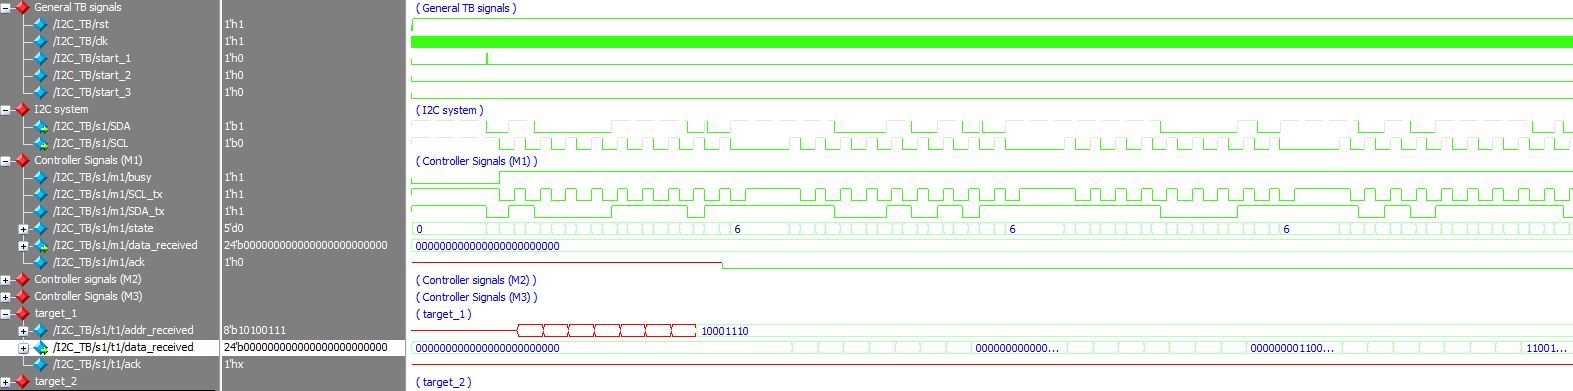 General TB signals ( General TB signals )
/I2C_TB/rst 1'h1
/I2C_TB/clk 1'h1
/I2C_TB/start_1 1'h0
/I2C_TB/start_2 1'h0
/I2C_TB/start_3 1'h0
I2C system ( I2C system )
/I2C_TB/s1/SDA 1'b1
/I2C_TB/s1/SCL 1'b0
Controller Signals (M1) ( Controller Signals (M1) )
/I2C_TB/s1/m1/busy 1'h1
/I2C_TB/s1/m1/SCL_tx 1'h1
/I2C_TB/s1/m1/SDA_tx 1'h1
/I2C_TB/s1/m1/state 5'd0 0 6 6 6
/I2C_TB/s1/m1/data_received 24'b000000000000000000000000 000000000000000000000000
/I2C_TB/s1/m1/ack 1'h0
Controller signals (M2) ( Controller signals (M2) )
Controller Signals (M3) ( Controller Signals (M3) )
target_1 ( target_1 )
/I2C_TB/s1/t1/addr_received 8'b10100111 10001110
/I2C_TB/s1/t1/data_received 24'b000000000000000000000000 000000000000000000000000 000000000000... 000000001100... 11001...
/I2C_TB/s1/t1/ack 1'hx
target_2 ( target_2 )